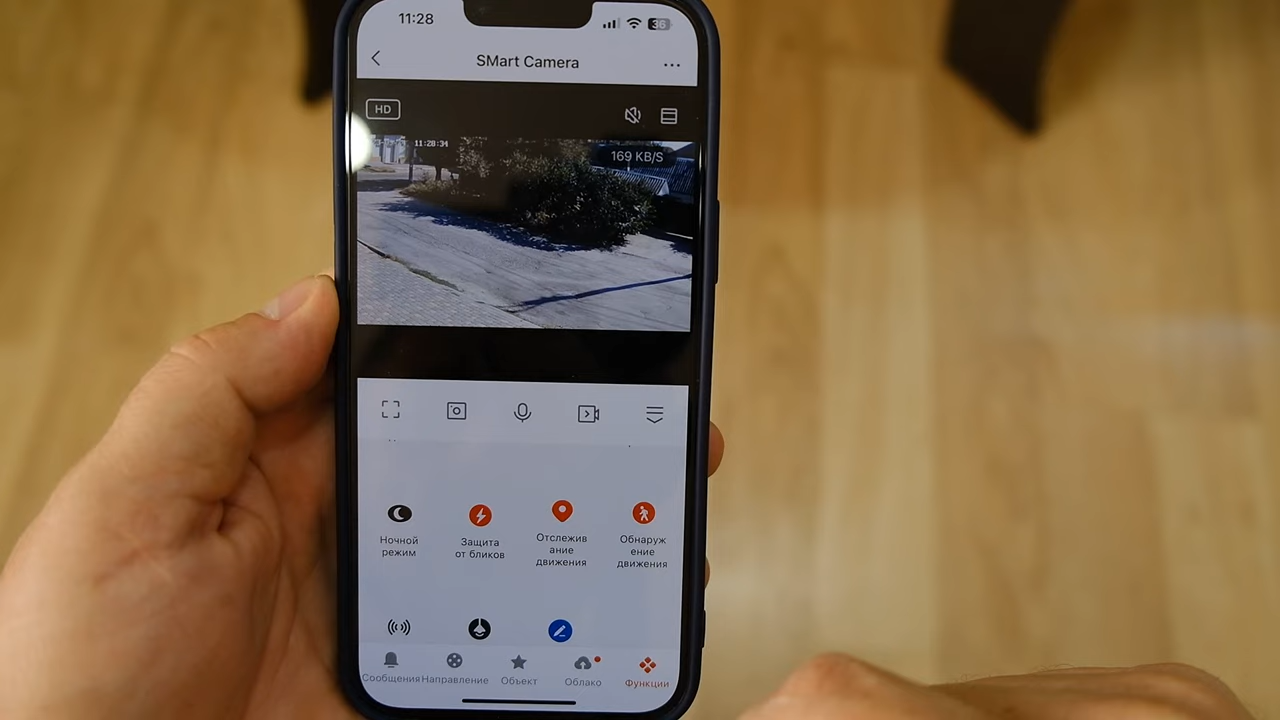 11:28
36
SMart Camera
HD
11:28:34
169 KB/S
Ночной
режим
Защита
от бликов
Отслежив
ание
движения
Обнаруж
ение
движения
Сообщения
Направление
Объект
Облако
Функции